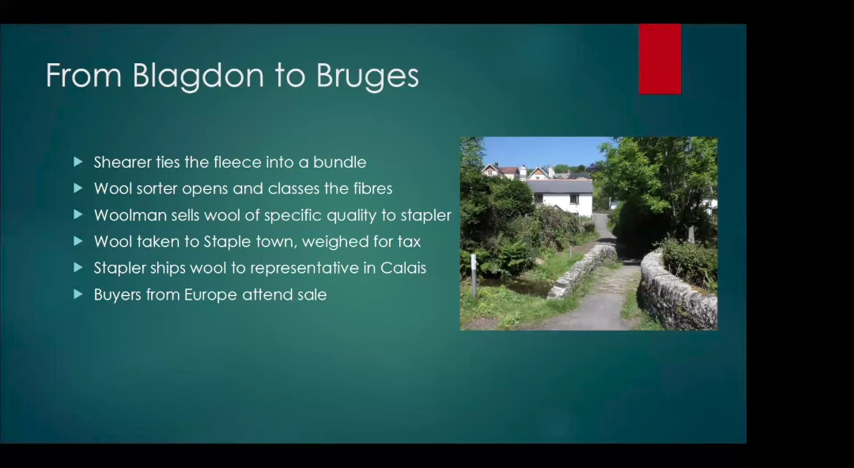 From Blagdon to Bruges
Shearer ties the fleece into a bundle
Wool sorter opens and classes the fibres
Woolman sells wool of specific quality to stapler
Wool taken to Staple town, weighed for tax
Stapler ships wool to representative in Calais
Buyers from Europe attend sale